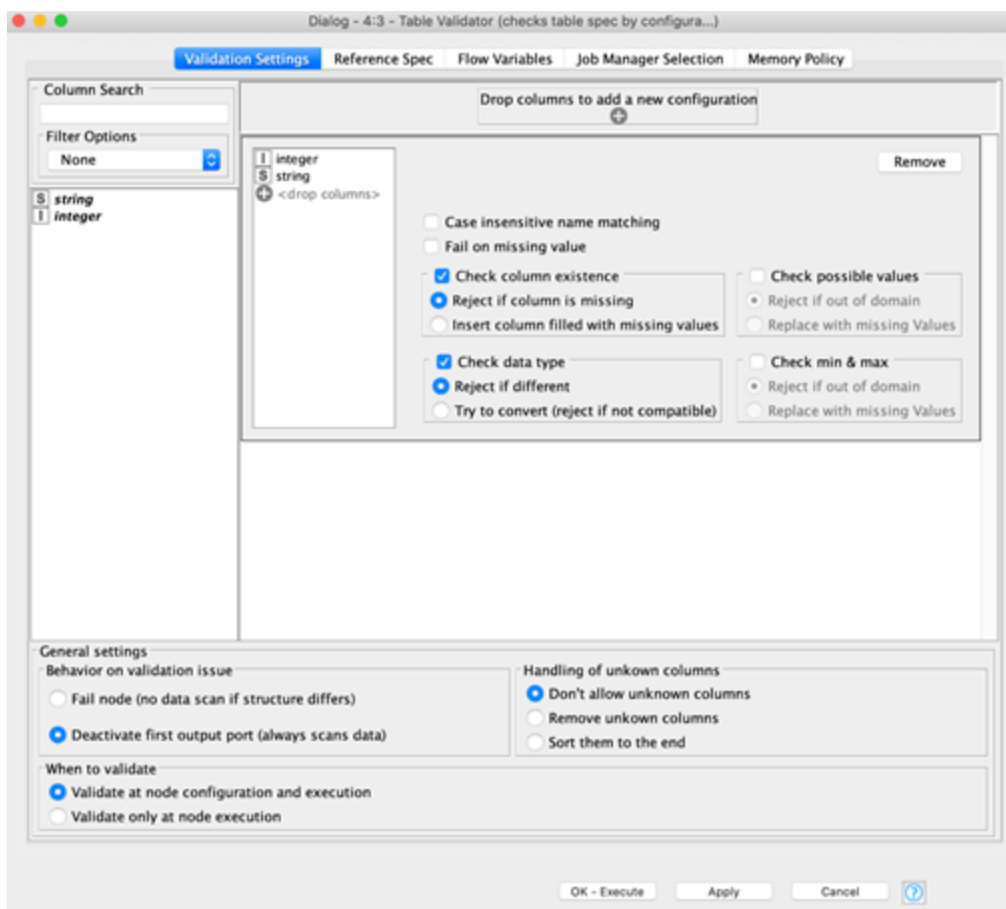 Dialog - 4:3 - Table Validator (checks table spec by configura...)
Validation Settings Reference Spec Flow Variables Job Manager Selection Memory Policy
Column Search
Filter Options
None
S string
I integer
Drop columns to add a new configuration
I integer
S string
<drop columns>
Remove
Case insensitive name matching
Fail on missing value
Check column existence
Reject if column is missing
Insert column filled with missing values
Check possible values
Reject if out of domain
Replace with missing Values
Check data type
Reject if different
Try to convert (reject if not compatible)
Check min & max
Reject if out of domain
Replace with missing Values
General settings
Behavior on validation issue
Fail node (no data scan if structure differs)
Deactivate first output port (always scans data)
Handling of unkown columns
Don't allow unknown columns
Remove unkown columns
Sort them to the end
When to validate
Validate at node configuration and execution
Validate only at node execution
OK - Execute Apply Cancel ?